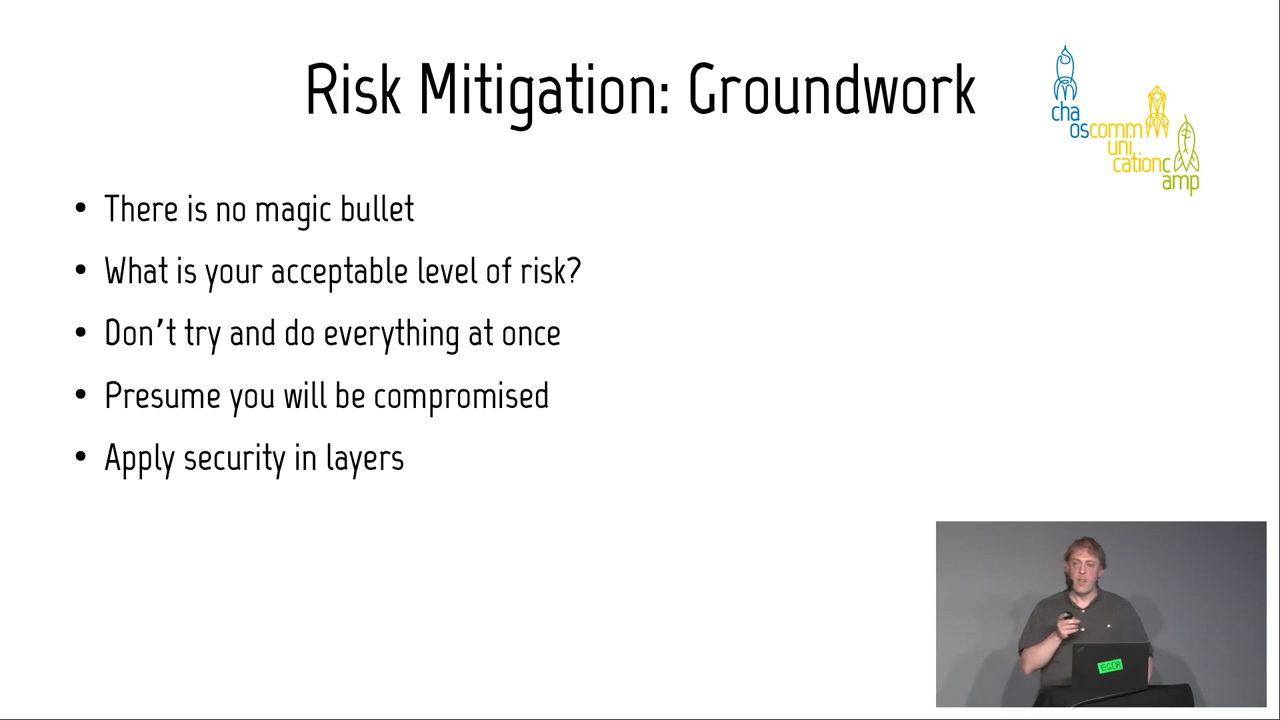 Risk Mitigation: Groundwork
cha
oscomm
uni
cationc
amp
• There is no magic bullet
• What is your acceptable level of risk?
• Don't try and do everything at once
• Presume you will be compromised
• Apply security in layers